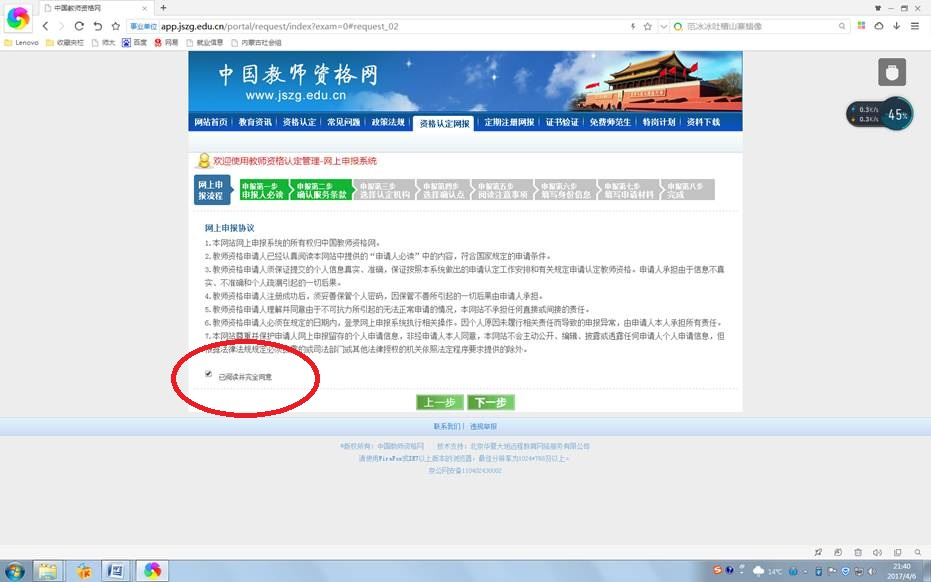 中国教师资格网
app.jszg.edu.cn/portal/request/index?exam=0#request_02
事业单位
范冰冰吐槽山寨蜡像
Lenovo
收藏夹栏
师大
百度
网易
就业信息
内蒙古社会组
中国教师资格网
www.jszg.edu.cn
0.3K/s
0.3K/s
45%
网站首页 教育资讯 资格认定 常见问题 政策法规 资格认定网报 定期注册网报 证书验证 免费师范生 特岗计划 资料下载
欢迎使用教师资格认定管理-网上申报系统
网上申
报流程
申报第一步
申报人必读
申报第二步
确认服务条款
申报第三步
选择认定机构
申报第四步
选择确认点
申报第五步
阅读注意事项
申报第六步
填写身份信息
申报第七步
填写申请材料
申报第八步
完成
网上申报协议
1.本网站网上申报系统的所有权归中国教师资格网。
2.教师资格申请人已经认真阅读本网站中提供的“申请人必读”中的内容，符合国家规定的申请条件。
3.教师资格申请人须保证提交的个人信息真实、准确，保证按照本系统做出的申请认定工作安排和有关规定申请认定教师资格。申请人承担由于信息不真
实、不准确和个人疏漏引起的一切后果。
4.教师资格申请人注册成功后，须妥善保管个人密码，因保管不善所引起的一切后果由申请人承担。
5.教师资格申请人理解并同意由于不可抗力所引起的无法正常申请的情况，本网站不承担任何直接或间接的责任。
6.教师资格申请人必须在规定的日期内，登录网上申报系统执行相关操作。因个人原因未履行相关责任而导致的申报异常，由申请人本人承担所有责任。
7.本网站尊重并保护申请人网上申报留存的个人申请信息，非经申请人本人同意，本网站不会主动公开、编辑、披露或透露任何申请人个人申请信息，但
根据法律法规规定必须披露的或司法部门或其他法律授权的机关依照法定程序要求提供的除外。
已阅读并完全同意
上一步 下一步
联系我们 | 违规举报
©版权所有：中国教师资格网 技术支持：北京华夏大地远程教育网络服务有限公司
请使用FireFox或IE7以上版本的浏览器；最佳分辨率为1024*768及以上。
京公网安备110402430002
14℃
21:40
2017/4/6